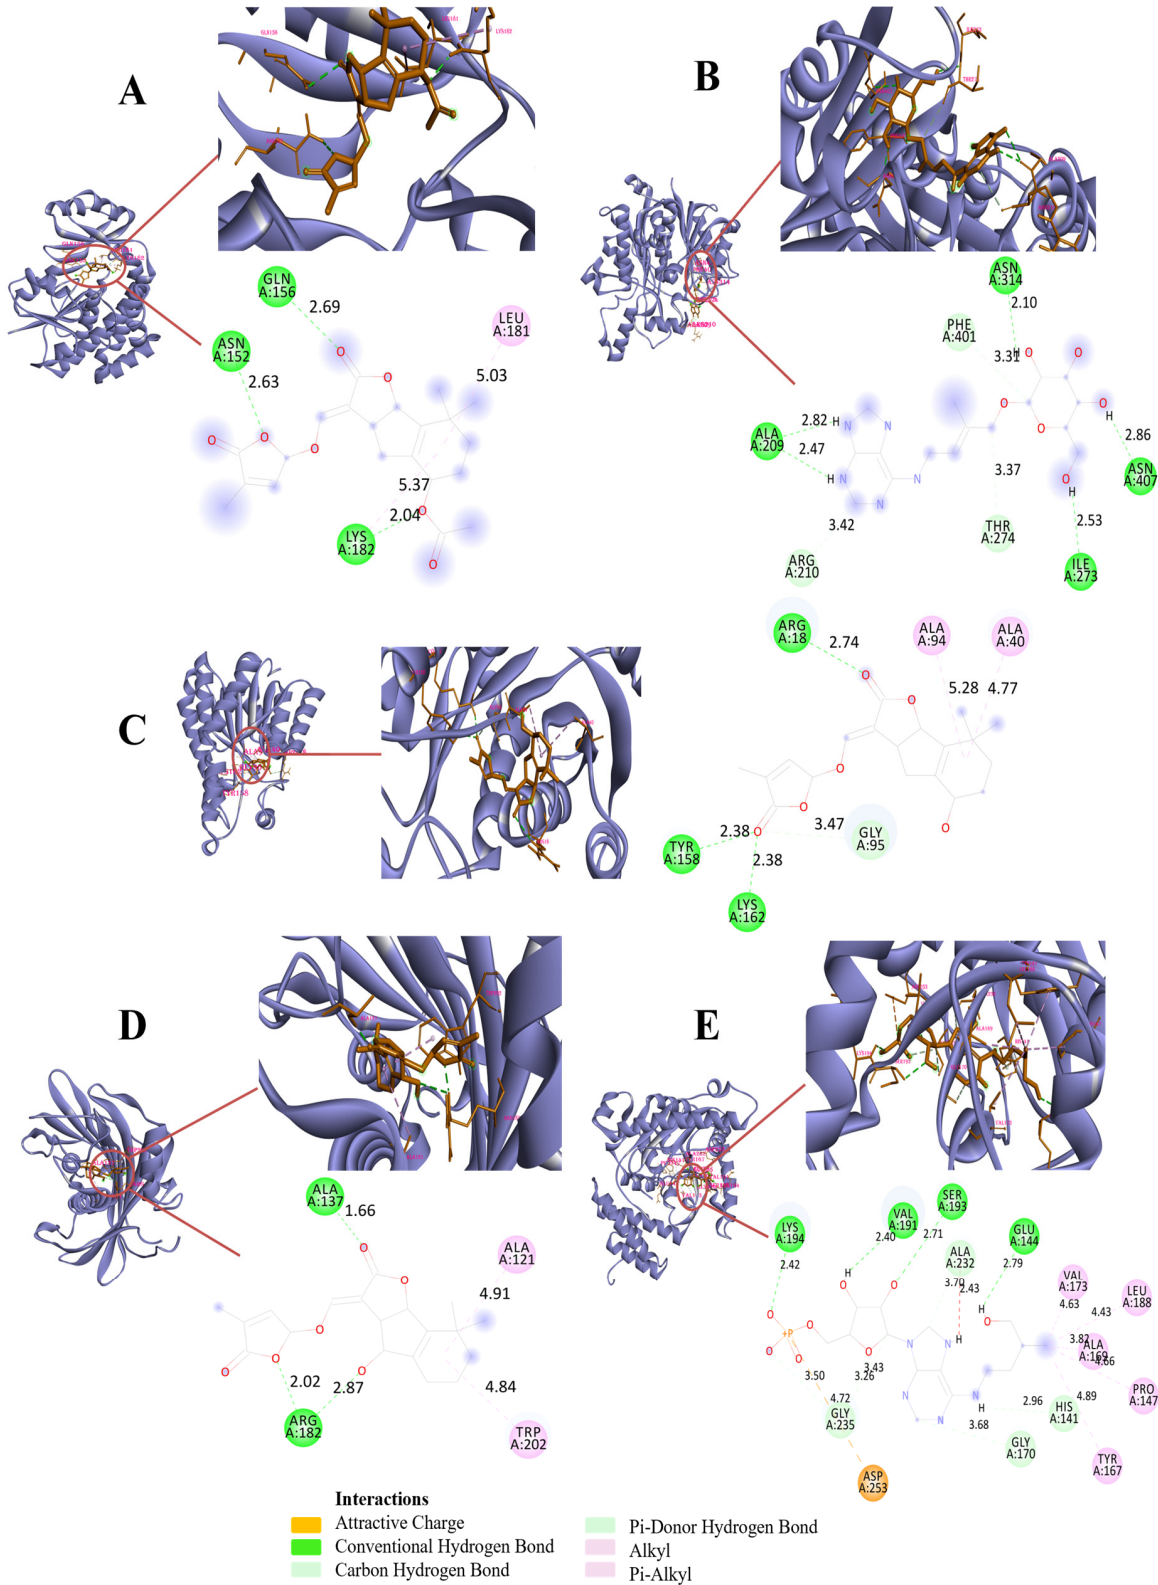 A
B
GLN
A:156
2.69
LEU
A:181
ASN
A:152
2.63
5.03
O
O
O
O
O
5.37
2.04
O
O
LYS
A:182
ASN
A:314
2.10
PHE
A:401
3.31
H
O
O
2.82
H
N
N
O
O
O
H
2.86
ALA
A:209
2.47
H
N
N
N
N
O
H
ASN
A:407
3.37
3.42
2.53
THR
A:274
ARG
A:210
ILE
A:273
C
ARG
A:18
2.74
ALA
A:94
ALA
A:40
5.28
4.77
O
O
O
O
O
O
2.38
3.47
GLY
A:95
TYR
A:158
2.38
LYS
A:162
D
E
ALA
A:137
1.66
ALA
A:121
4.91
O
O
O
O
O
O
2.02
2.87
4.84
ARG
A:182
TRP
A:202
LYS
A:194
VAL
A:191
SER
A:193
GLU
A:144
2.42
2.40
2.71
2.79
ALA
A:232
3.70
2.43
VAL
A:173
4.63
4.43
LEU
A:188
H
O
O
H
O
O
+P
O
O
O
O
3.50
3.43
3.26
H
N
N
N
N
N
H
3.82
ALA
A:169
4.66
PRO
A:147
4.72
GLY
A:235
2.96
HIS
A:141
4.89
3.68
GLY
A:170
TYR
A:167
ASP
A:253
Interactions
Attractive Charge
Conventional Hydrogen Bond
Carbon Hydrogen Bond
Pi-Donor Hydrogen Bond
Alkyl
Pi-Alkyl